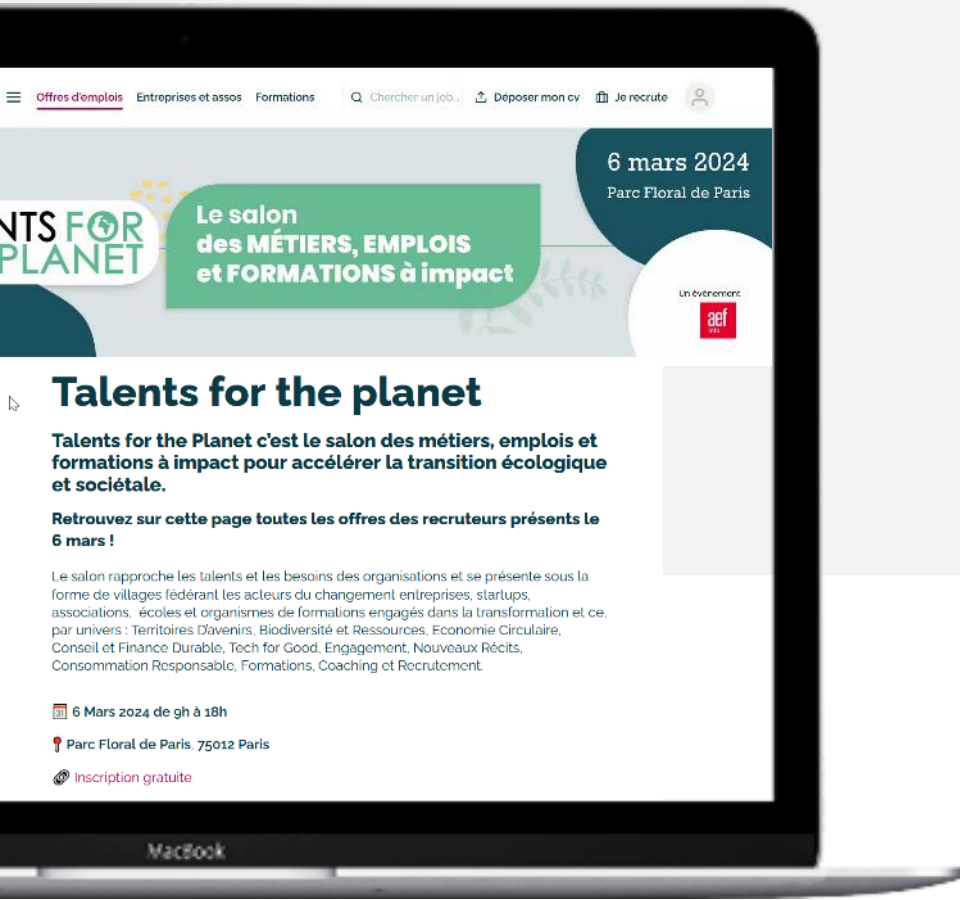 Offres d'emplois Entreprises et assos Formations Chercher un job... Déposer mon cv Je recrute
6 mars 2024
Parc Floral de Paris
NTS FOR
PLANET
Le salon
des MÉTIERS, EMPLOIS
et FORMATIONS à impact
Un évènement
aef
info
Talents for the planet
Talents for the Planet c'est le salon des métiers, emplois et
formations à impact pour accélérer la transition écologique
et sociétale.
Retrouvez sur cette page toutes les offres des recruteurs présents le
6 mars !
Le salon rapproche les talents et les besoins des organisations et se présente sous la
forme de villages fédérant les acteurs du changement entreprises, startups,
associations, écoles et organismes de formations engagés dans la transformation et ce,
par univers : Territoires D'avenirs, Biodiversité et Ressources, Economie Circulaire,
Conseil et Finance Durable, Tech for Good, Engagement, Nouveaux Récits,
Consommation Responsable, Formations, Coaching et Recrutement.
31 6 Mars 2024 de 9h à 18h
Parc Floral de Paris, 75012 Paris
Inscription gratuite
MacBook